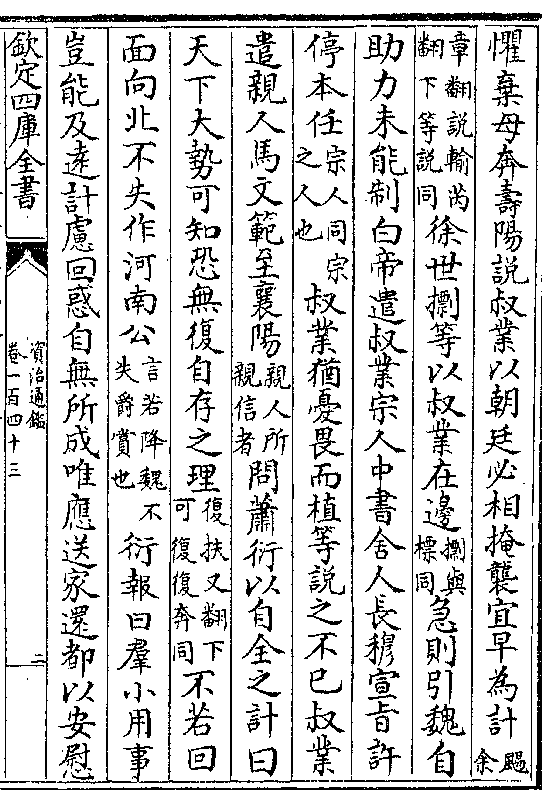 懼棄母奔壽陽説叔業以朝廷必相掩襲宜早為計颺余
章翻説輸芮翻下等説同徐世摽等以叔業在邊摽與標同急則引魏自
助力未能制白帝遣叔業宗人中書舍人長穆宣旨許
停本任宗人同宗之人也叔業猶憂畏而植等説之不已叔業
遣親人馬文範至襄陽親人所親信者問蕭衍以自全之計曰
天下大勢可知恐無復自存之理復扶又翻下可復復奔同不若回
面向北不失作河南公言若降魏不失爵賞也衍報曰羣小用事
豈能及遠計慮回惑自無所成唯應送家還都以安慰
欽定四庫全書
資治通鑑
卷一百四十三
二